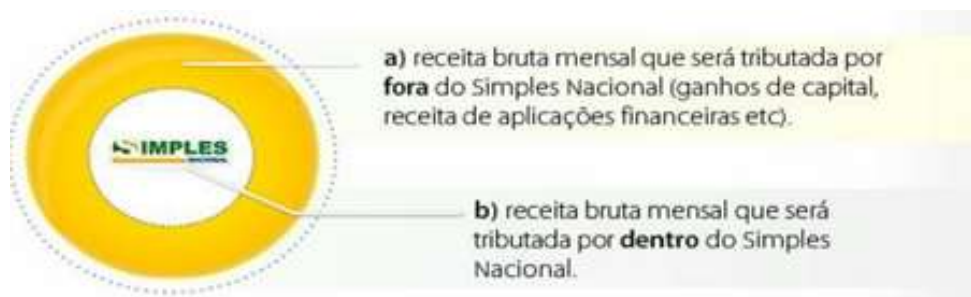 a) receita bruta mensal que será tributada por
fora do Simples Nacional (ganhos de capital,
receita de aplicações financeiras etc).
SIMPLES
NACIONAL
b) receita bruta mensal que será
tributada por dentro do Simples
Nacional.